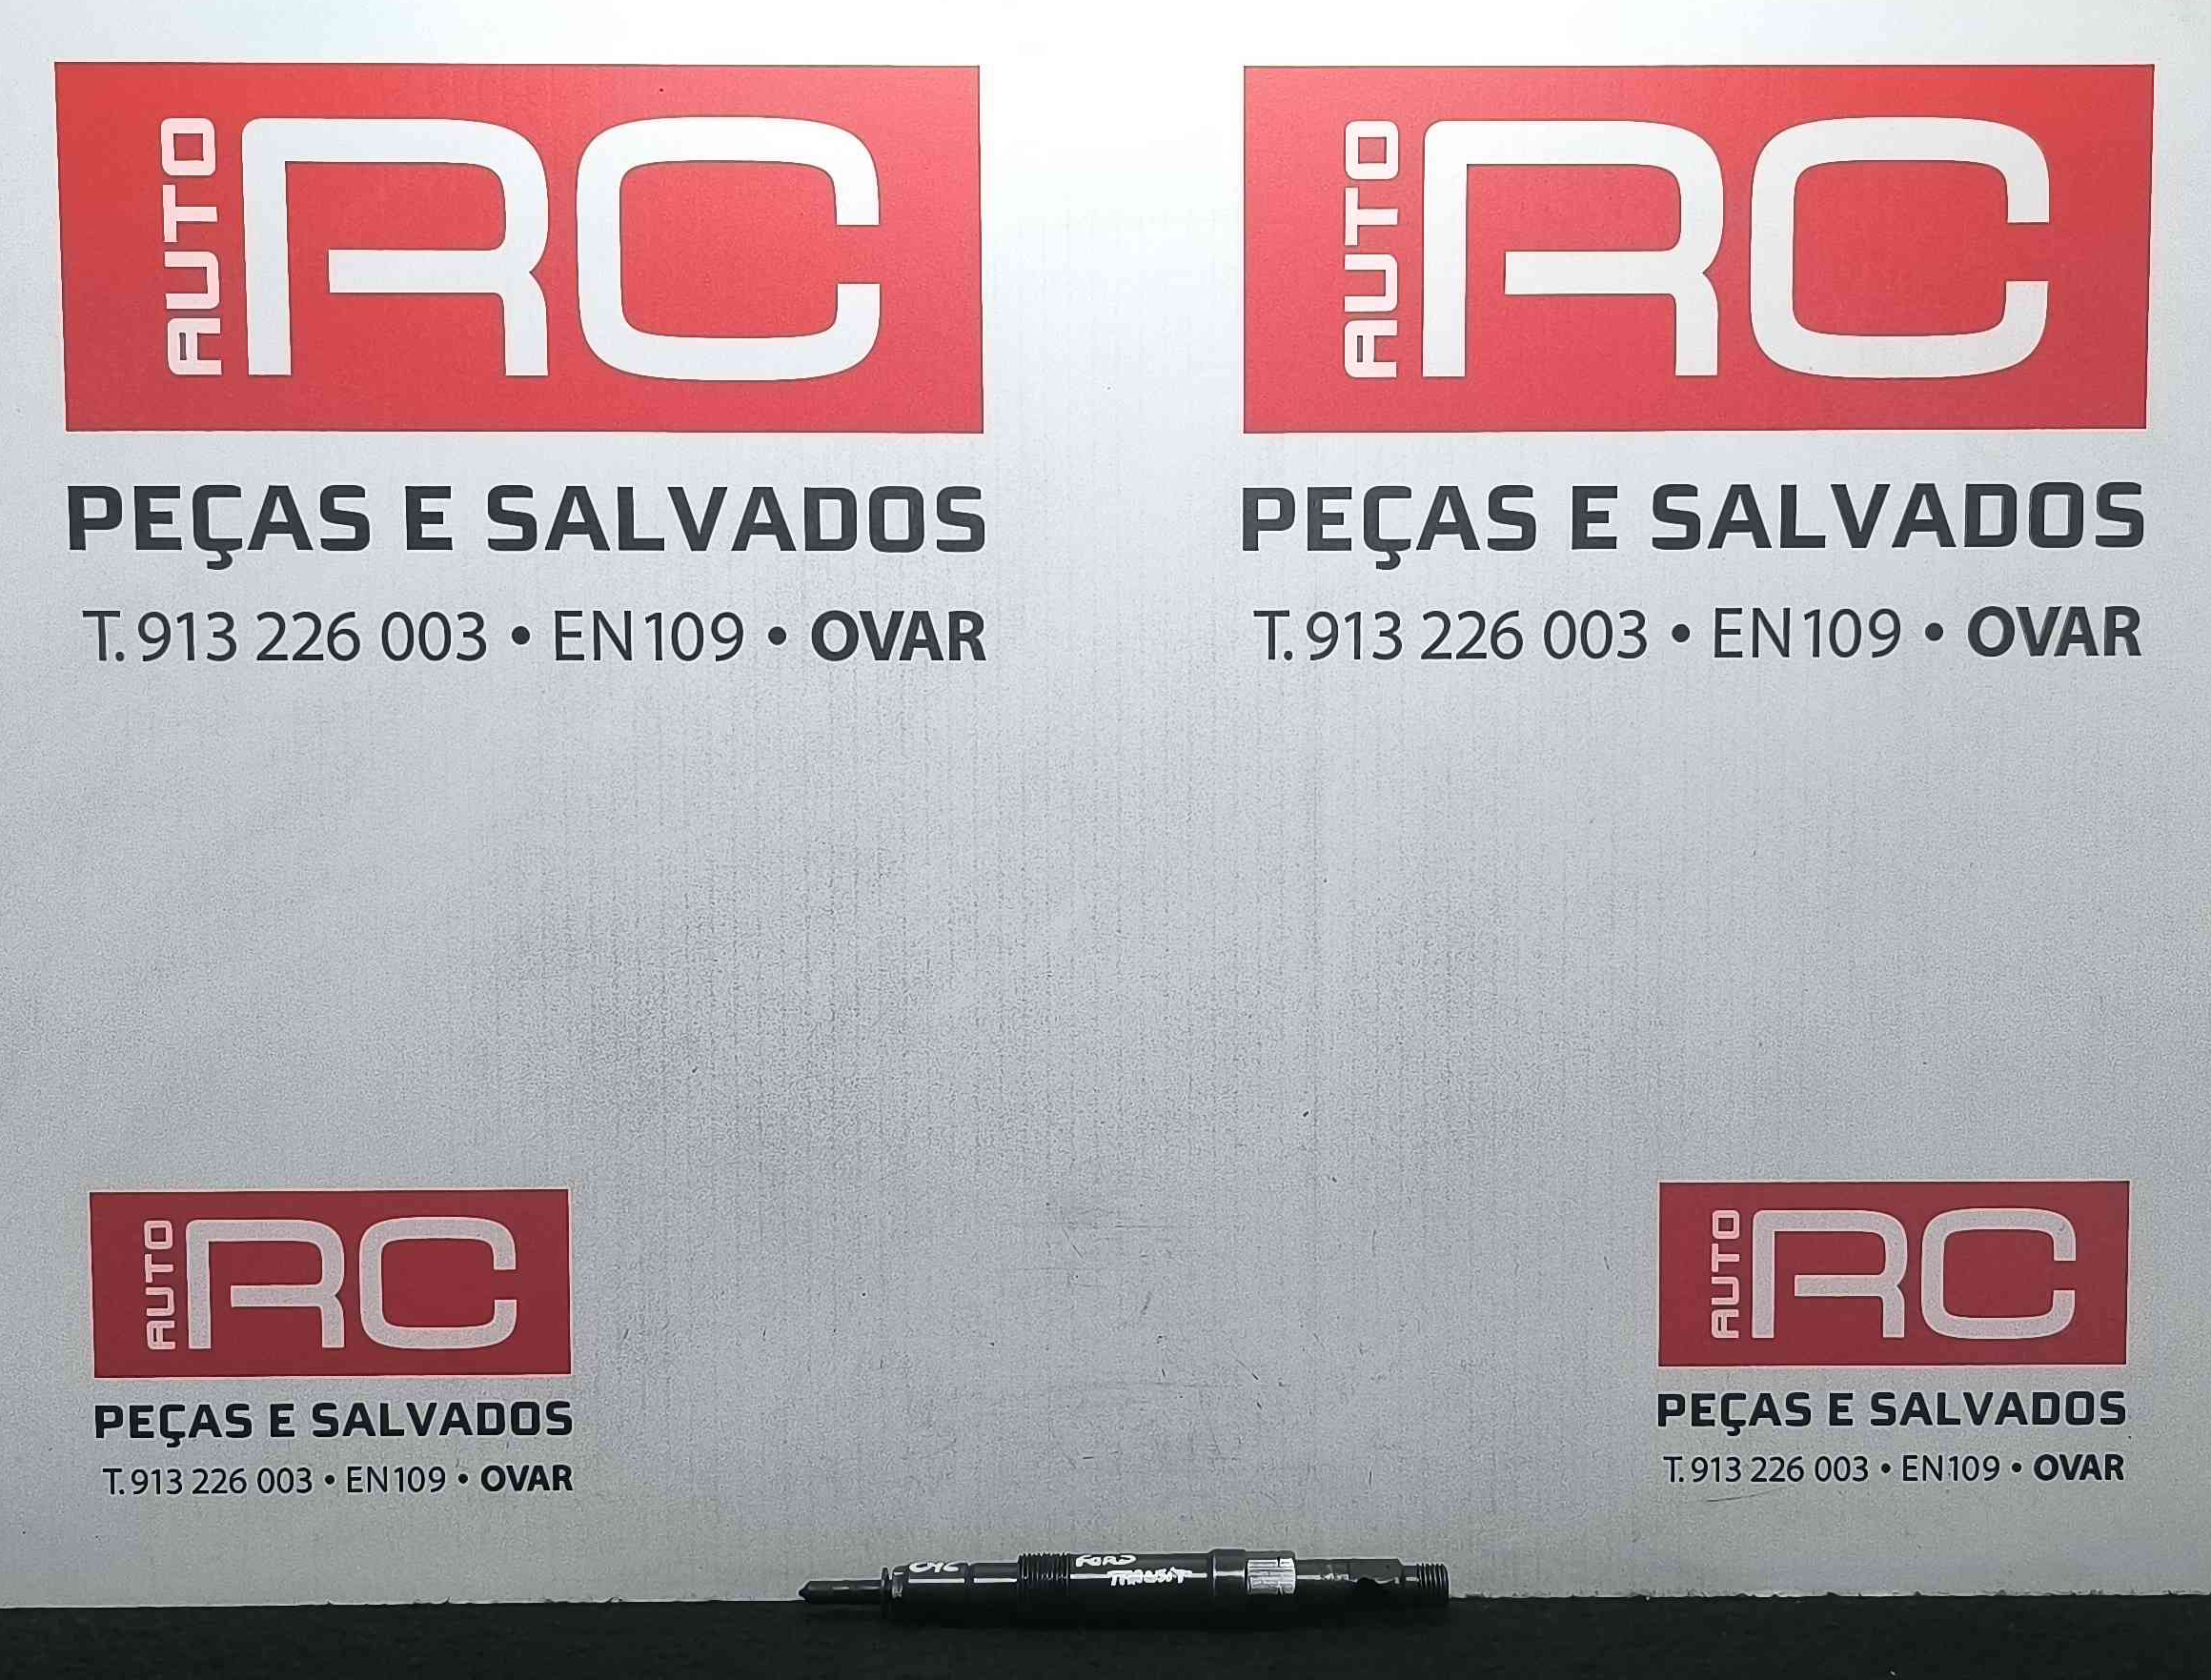 AUTO RC
PEÇAS E SALVADOS
T. 913 226 003 • EN109 • OVAR
AUTO RC
PEÇAS E SALVADOS
T. 913 226 003 • EN109 • OVAR
AUTO RC
PEÇAS E SALVADOS
T. 913 226 003 • EN109 • OVAR
AUTO RC
PEÇAS E SALVADOS
T. 913 226 003 • EN109 • OVAR
FORD
TRANSIT